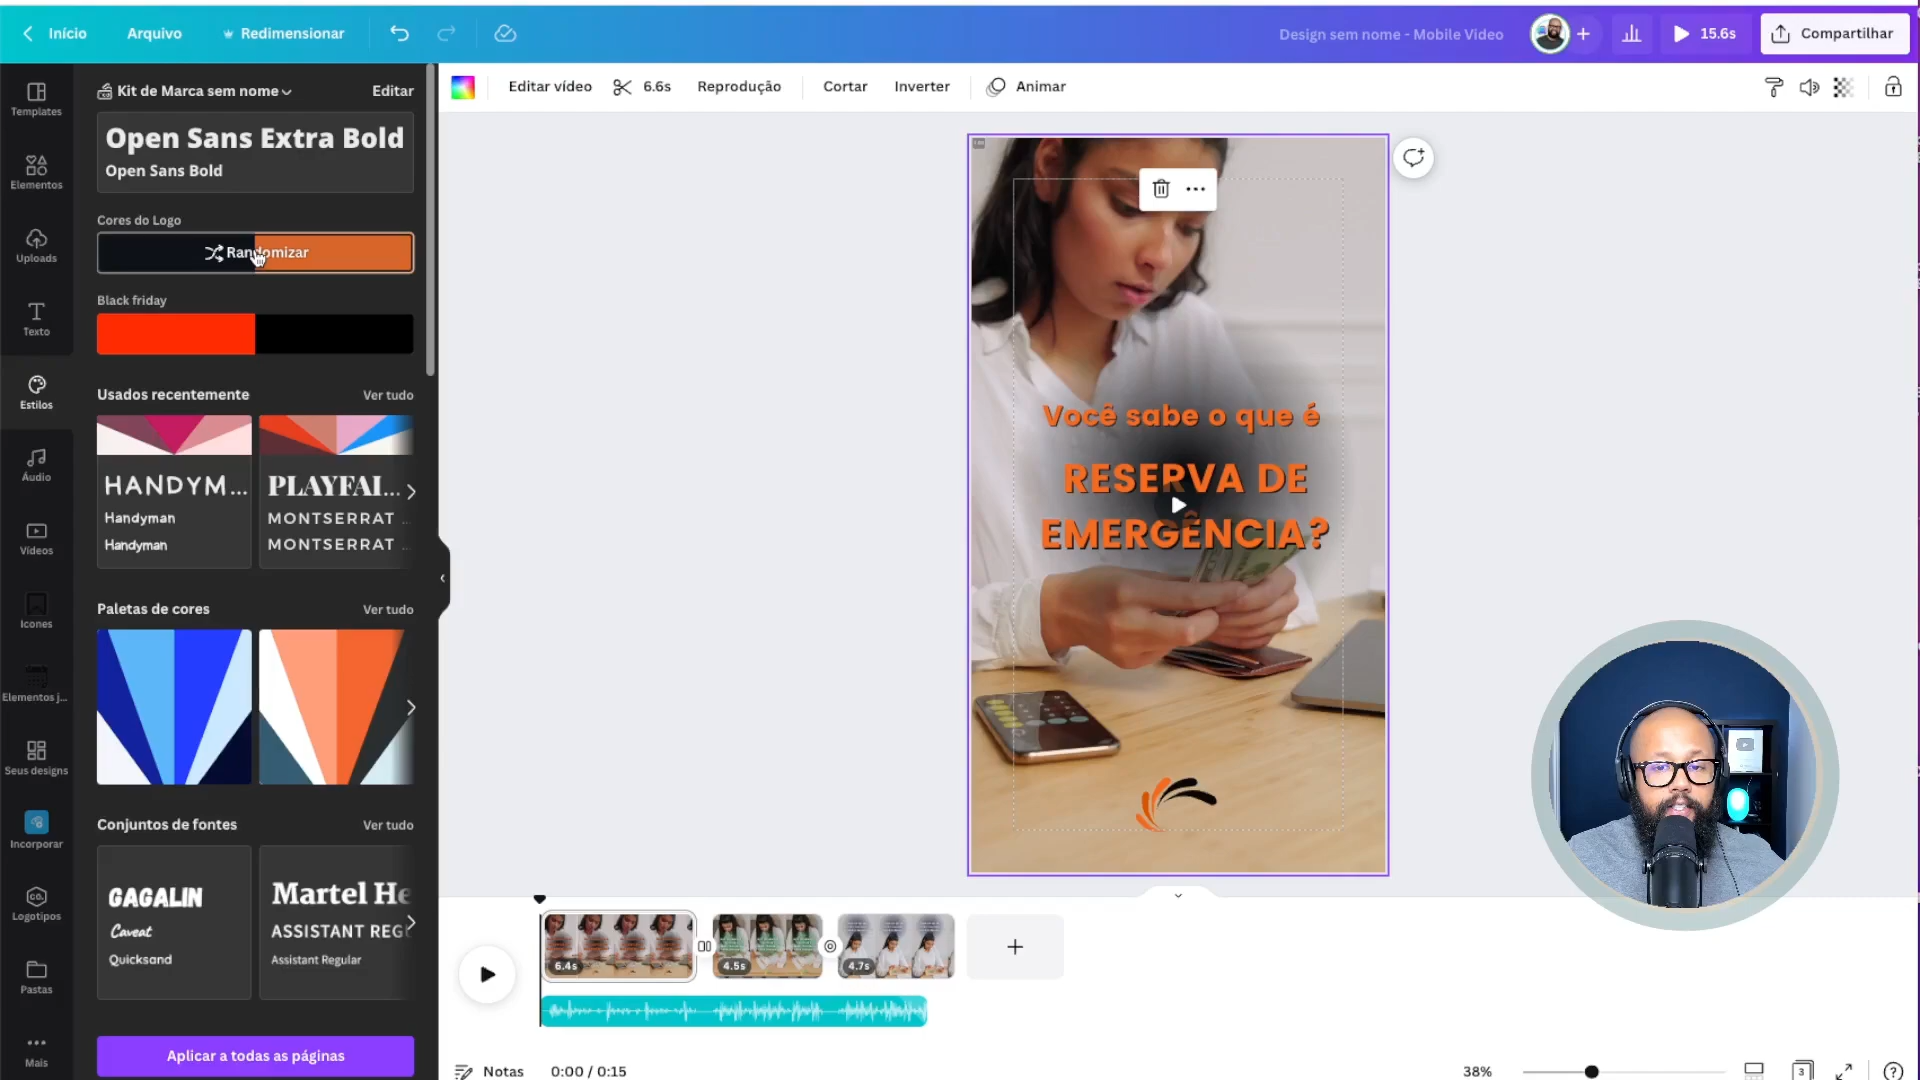 Início
Arquivo
Redimensionar
Design sem nome - Mobile Video
15.6s
Compartilhar
Templates
Elementos
Uploads
Texto
Estilos
Áudio
Vídeos
Icones
Elementos j...
Seus designs
Incorporar
Logotipos
Pastas
Mais
Kit de Marca sem nome
Editar
Open Sans Extra Bold
Open Sans Bold
Cores do Logo
Randomizar
Black friday
Usados recentemente
Ver tudo
HANDYM...
Handyman
Handyman
PLAYFAI...
MONTSERRAT ...
MONTSERRAT ...
Paletas de cores
Ver tudo
Conjuntos de fontes
Ver tudo
GAGALIN
Caveat
Quicksand
Martel He
ASSISTANT REG
Assistant Regular
Aplicar a todas as páginas
Editar vídeo
6.6s
Reprodução
Cortar
Inverter
Animar
Você sabe o que é
RESERVA DE
EMERGÊNCIA?
6.4s
4.5s
4.7s
Notas
0:00 / 0:15
38%
3